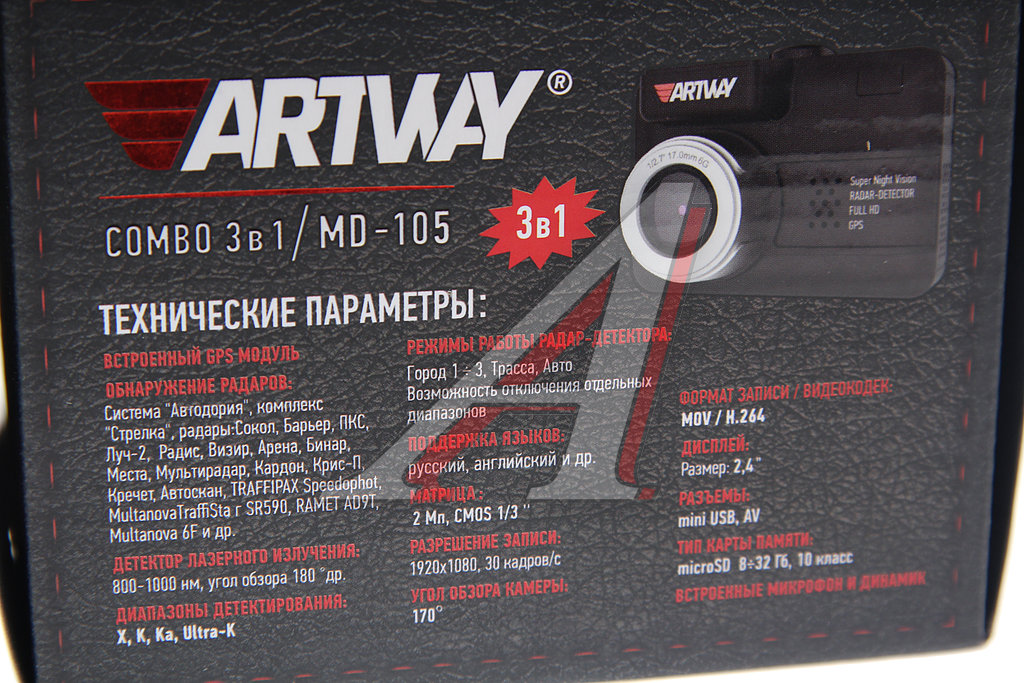 ARTWAY®
COMBO 3в1/MD-105
3в1
ARTWAY
1/2.7" 17.0mm 6G
Super Night Vision
RADAR-DETECTOR
FULL HD
GPS
ТЕХНИЧЕСКИЕ ПАРАМЕТРЫ:
ВСТРОЕННЫЙ GPS МОДУЛЬ
ОБНАРУЖЕНИЕ РАДАРОВ:
Система "Автодория", комплекс
"Стрелка", радары:Сокол, Барьер, ПКС,
Луч-2, Радис, Визир, Арена, Бинар,
Места, Мультирадар, Кардон, Крис-П,
Кречет, Автоскан, TRAFFIPAX Speedophot,
MultanovaTraffiSta r SR590, RAMET AD9T,
Multanova 6F и др.
ДЕТЕКТОР ЛАЗЕРНОГО ИЗЛУЧЕНИЯ:
800-1000 нм, угол обзора 180 °др.
ДИАПАЗОНЫ ДЕТЕКТИРОВАНИЯ:
X, K, Ka, Ultra-K
РЕЖИМЫ РАБОТЫ РАДАР-ДЕТЕКТОРА:
Город 1÷3, Трасса, Авто
Возможность отключения отдельных
диапазонов
ПОДДЕРЖКА ЯЗЫКОВ:
русский, английский и др.
МАТРИЦА:
2 Мп, CMOS 1/3 "
РАЗРЕШЕНИЕ ЗАПИСИ:
1920x1080, 30 кадров/с
УГОЛ ОБЗОРА КАМЕРЫ:
170°
ФОРМАТ ЗАПИСИ / ВИДЕОКОДЕК:
MOV / H.264
ДИСПЛЕЙ:
Размер: 2,4"
РАЗЪЕМЫ:
mini USB, AV
ТИП КАРТЫ ПАМЯТИ:
microSD 8÷32 Гб, 10 класс
ВСТРОЕННЫЕ МИКРОФОН И ДИНАМИК